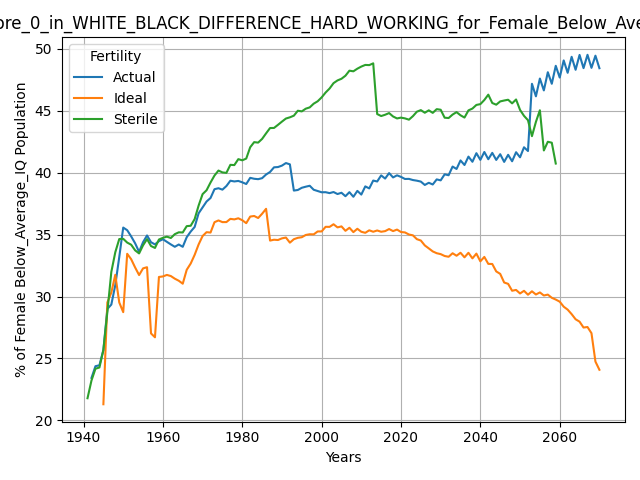 ore_0_in_WHITE_BLACK_DIFFERENCE_HARD_WORKING_for_Female_Below_Ave
Fertility
Actual
Ideal
Sterile
50
45
40
35
30
25
20
% of Female Below_Average_IQ Population
1940 1960 1980 2000 2020 2040 2060
Years